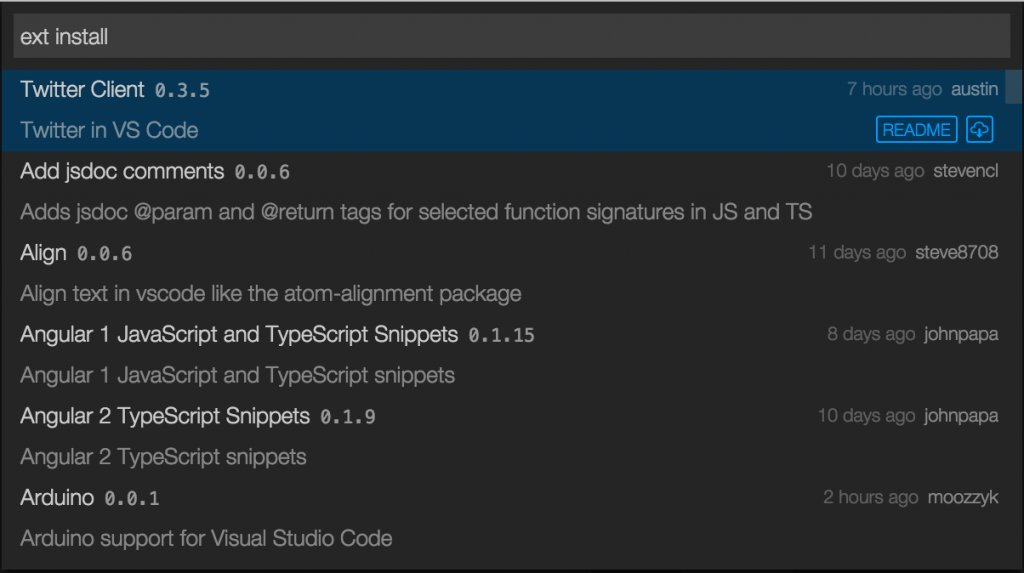 ext install
Twitter Client 0.3.5 7 hours ago austin
Twitter in VS Code README
Add jsdoc comments 0.0.6 10 days ago stevencl
Adds jsdoc @param and @return tags for selected function signatures in JS and TS
Align 0.0.6 11 days ago steve8708
Align text in vscode like the atom-alignment package
Angular 1 JavaScript and TypeScript Snippets 0.1.15 8 days ago johnpapa
Angular 1 JavaScript and TypeScript snippets
Angular 2 TypeScript Snippets 0.1.9 10 days ago johnpapa
Angular 2 TypeScript snippets
Arduino 0.0.1 2 hours ago moozzyk
Arduino support for Visual Studio Code